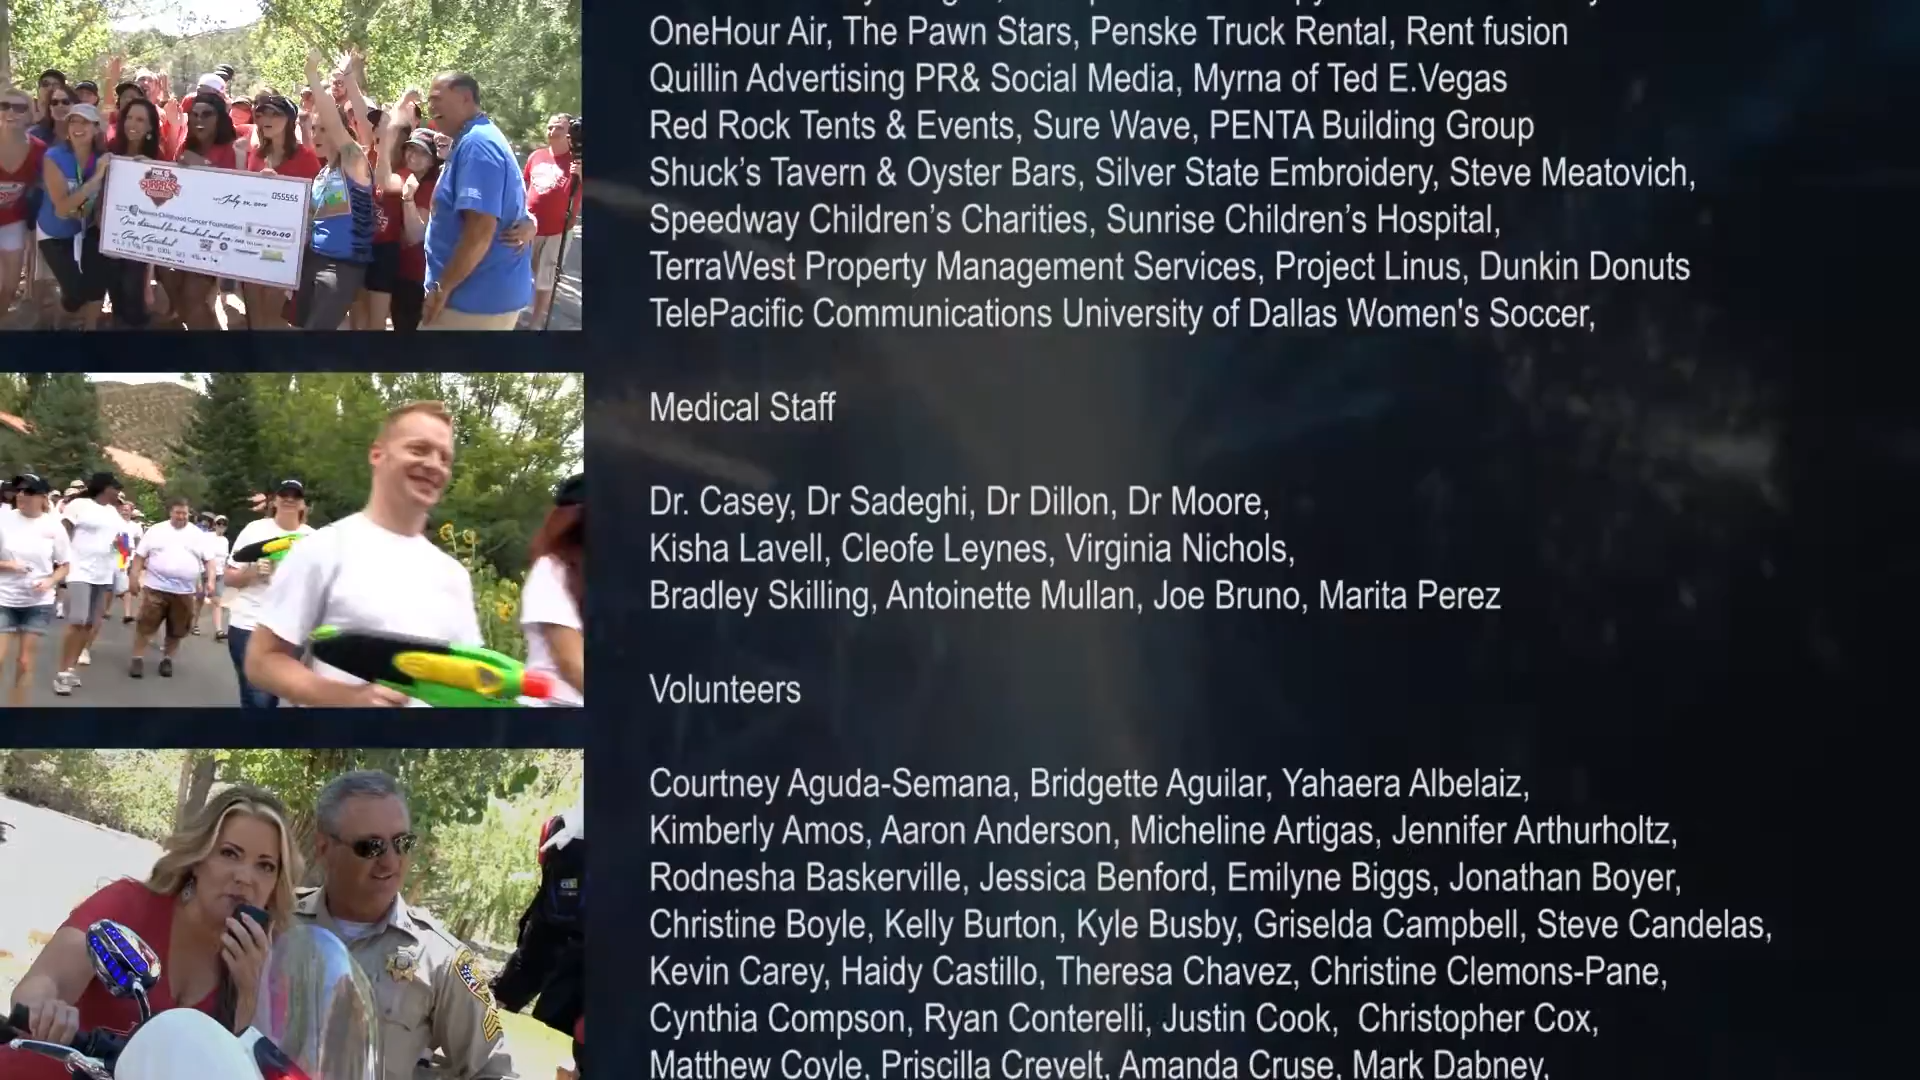 OneHour Air, The Pawn Stars, Penske Truck Rental, Rent fusion
Quillin Advertising PR& Social Media, Myrna of Ted E.Vegas
Red Rock Tents & Events, Sure Wave, PENTA Building Group
Shuck’s Tavern & Oyster Bars, Silver State Embroidery, Steve Meatovich,
Speedway Children’s Charities, Sunrise Children’s Hospital,
TerraWest Property Management Services, Project Linus, Dunkin Donuts
TelePacific Communications University of Dallas Women's Soccer,
055555
Nevada Childhood Cancer Foundation
1500.00
Medical Staff
Dr. Casey, Dr Sadeghi, Dr Dillon, Dr Moore,
Kisha Lavell, Cleofe Leynes, Virginia Nichols,
Bradley Skilling, Antoinette Mullan, Joe Bruno, Marita Perez
Volunteers
Courtney Aguda-Semana, Bridgette Aguilar, Yahaera Albelaiz,
Kimberly Amos, Aaron Anderson, Micheline Artigas, Jennifer Arthurholtz,
Rodnesha Baskerville, Jessica Benford, Emilyne Biggs, Jonathan Boyer,
Christine Boyle, Kelly Burton, Kyle Busby, Griselda Campbell, Steve Candelas,
Kevin Carey, Haidy Castillo, Theresa Chavez, Christine Clemons-Pane,
Cynthia Compson, Ryan Conterelli, Justin Cook,  Christopher Cox,
Matthew Coyle, Priscilla Crevelt, Amanda Cruse, Mark Dabney,